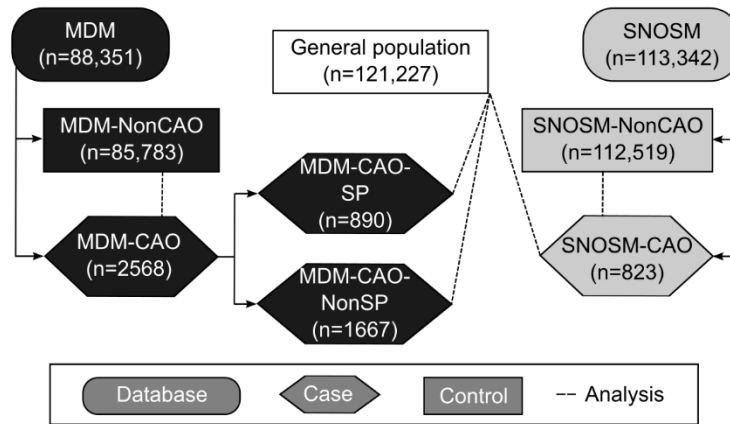 MDM
(n=88,351)
General population
(n=121,227)
SNOSM
(n=113,342)
MDM-NonCAO
(n=85,783)
SNOSM-NonCAO
(n=112,519)
MDM-CAO-
SP
(n=890)
MDM-CAO
(n=2568)
SNOSM-CAO
(n=823)
MDM-CAO-
NonSP
(n=1667)
Database
Case
Control
-- Analysis